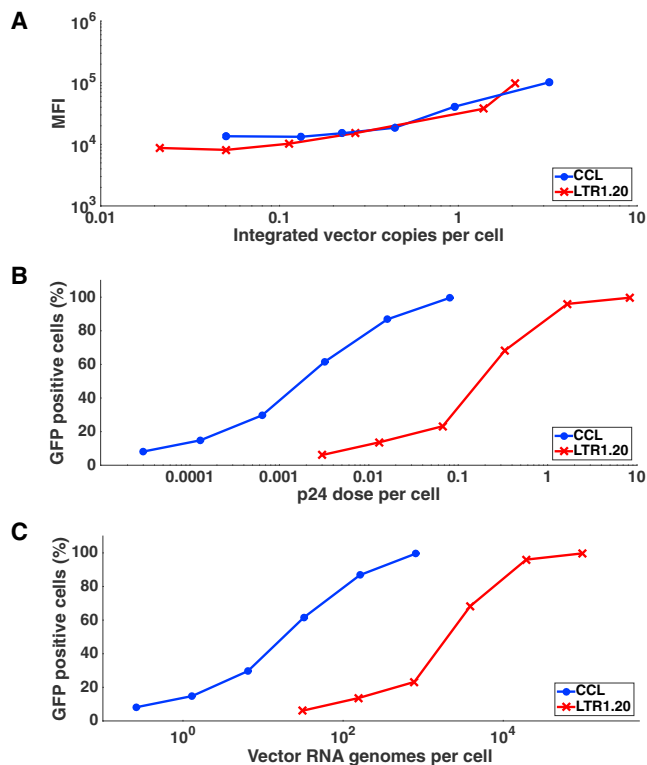 A
MFI
10^6
10^5
10^4
10^3
0.01 0.1 1 10
Integrated vector copies per cell
CCL
LTR1.20
B
GFP positive cells (%)
100
80
60
40
20
0
0.0001 0.001 0.01 0.1 1 10
p24 dose per cell
CCL
LTR1.20
C
GFP positive cells (%)
100
80
60
40
20
0
10^0 10^2 10^4
Vector RNA genomes per cell
CCL
LTR1.20